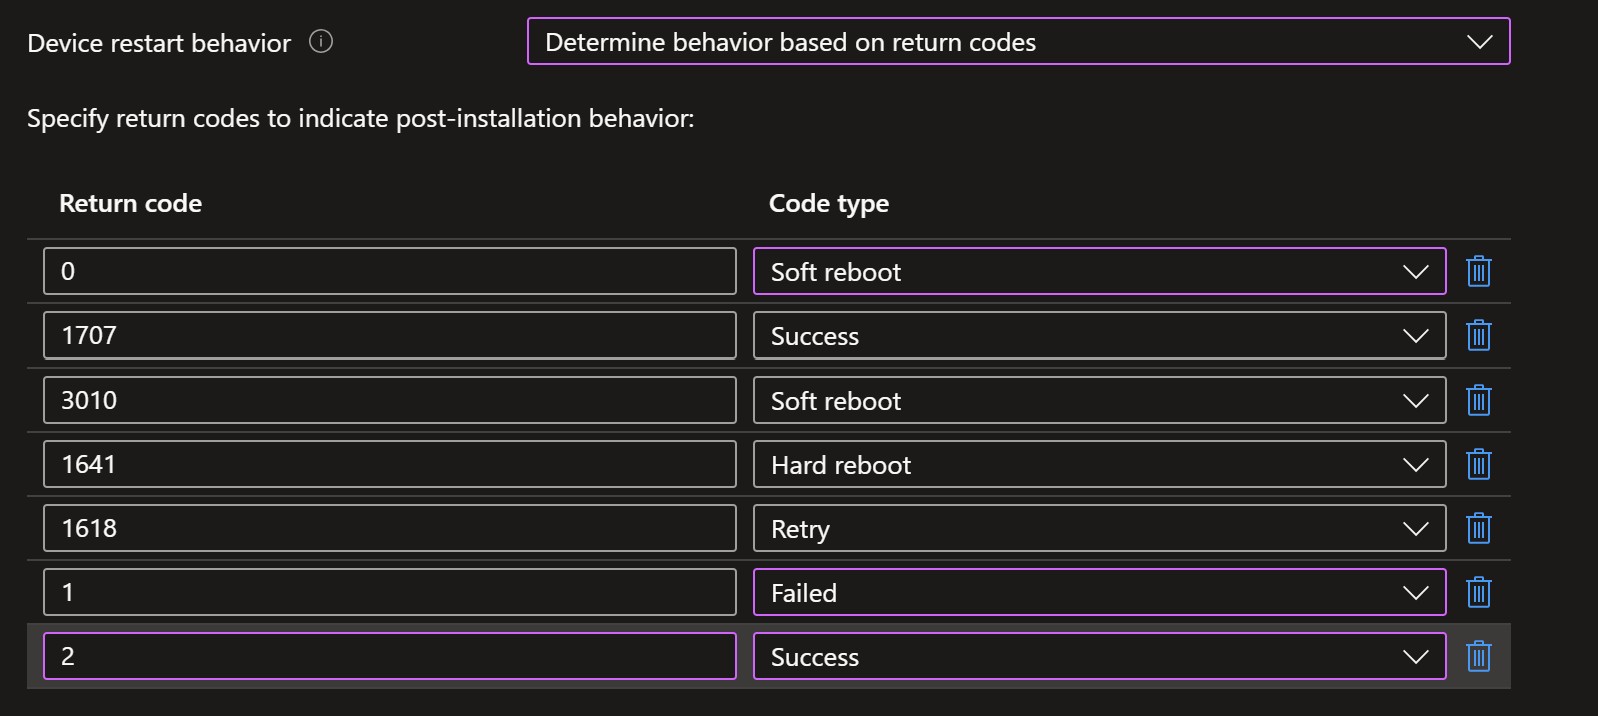 Device restart behavior
Determine behavior based on return codes
Specify return codes to indicate post-installation behavior:
Return code Code type
0 Soft reboot
1707 Success
3010 Soft reboot
1641 Hard reboot
1618 Retry
1 Failed
2 Success